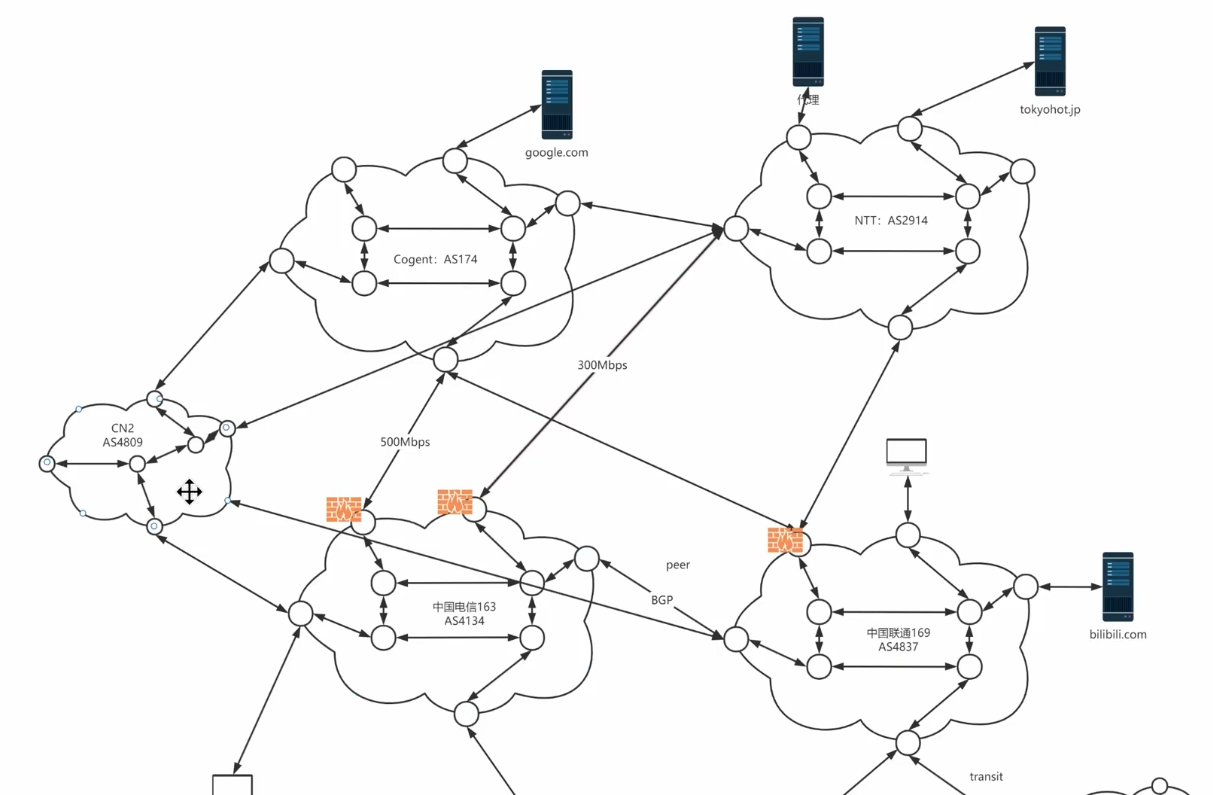 代理
tokyohot.jp
google.com
NTT：AS2914
Cogent：AS174
300Mbps
CN2
AS4809
500Mbps
peer
BGP
中国电信163
AS4134
中国联通169
AS4837
bilibili.com
transit